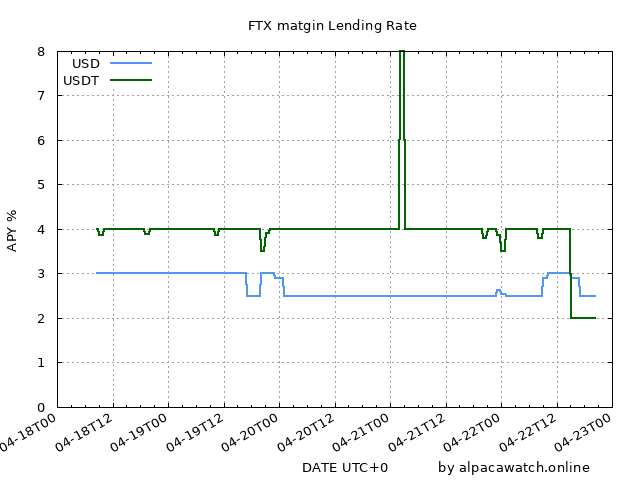 FTX matgin Lending Rate
8
USD
USDT
7
6
5
4
APY %
3
2
1
0
04-18T00 04-18T12 04-19T00 04-19T12 04-20T00 04-20T12 04-21T00 04-21T12 04-22T00 04-22T12 04-23T00
DATE UTC+0 by alpacawatch.online